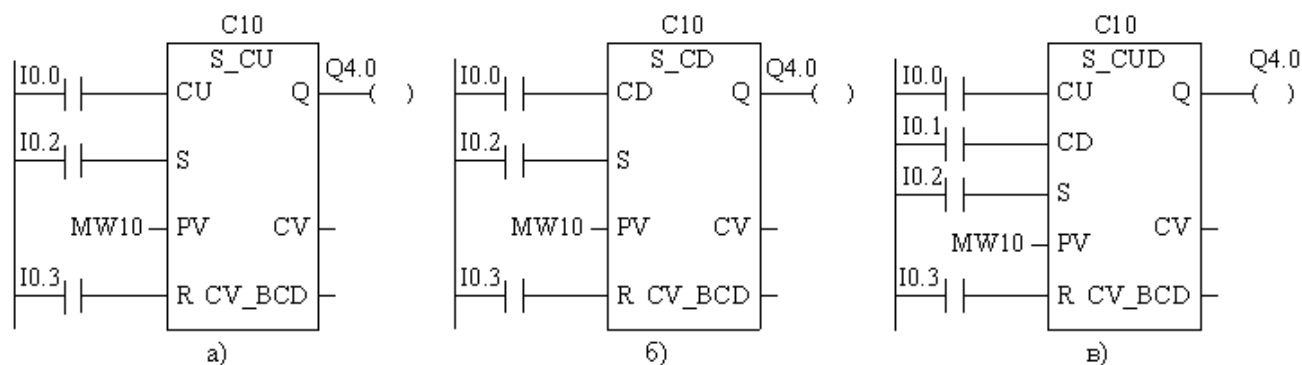 C10
S_CU
I0.0
CU
Q
Q4.0
( )
I0.2
S
MW10
PV
CV
I0.3
R
CV_BCD
а)
C10
S_CD
I0.0
CD
Q
Q4.0
( )
I0.2
S
MW10
PV
CV
I0.3
R
CV_BCD
б)
C10
S_CUD
I0.0
CU
Q
Q4.0
( )
I0.1
CD
I0.2
S
MW10
PV
CV
I0.3
R
CV_BCD
в)